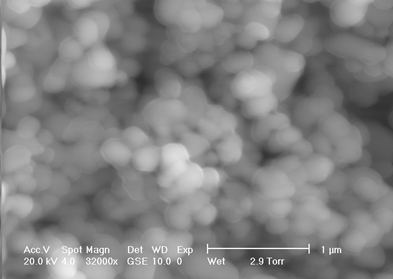 Acc.V Spot Magn Det WD Exp 1 µm
20.0 kV 4.0 32000x GSE 10.0 0 Wet 2.9 Torr